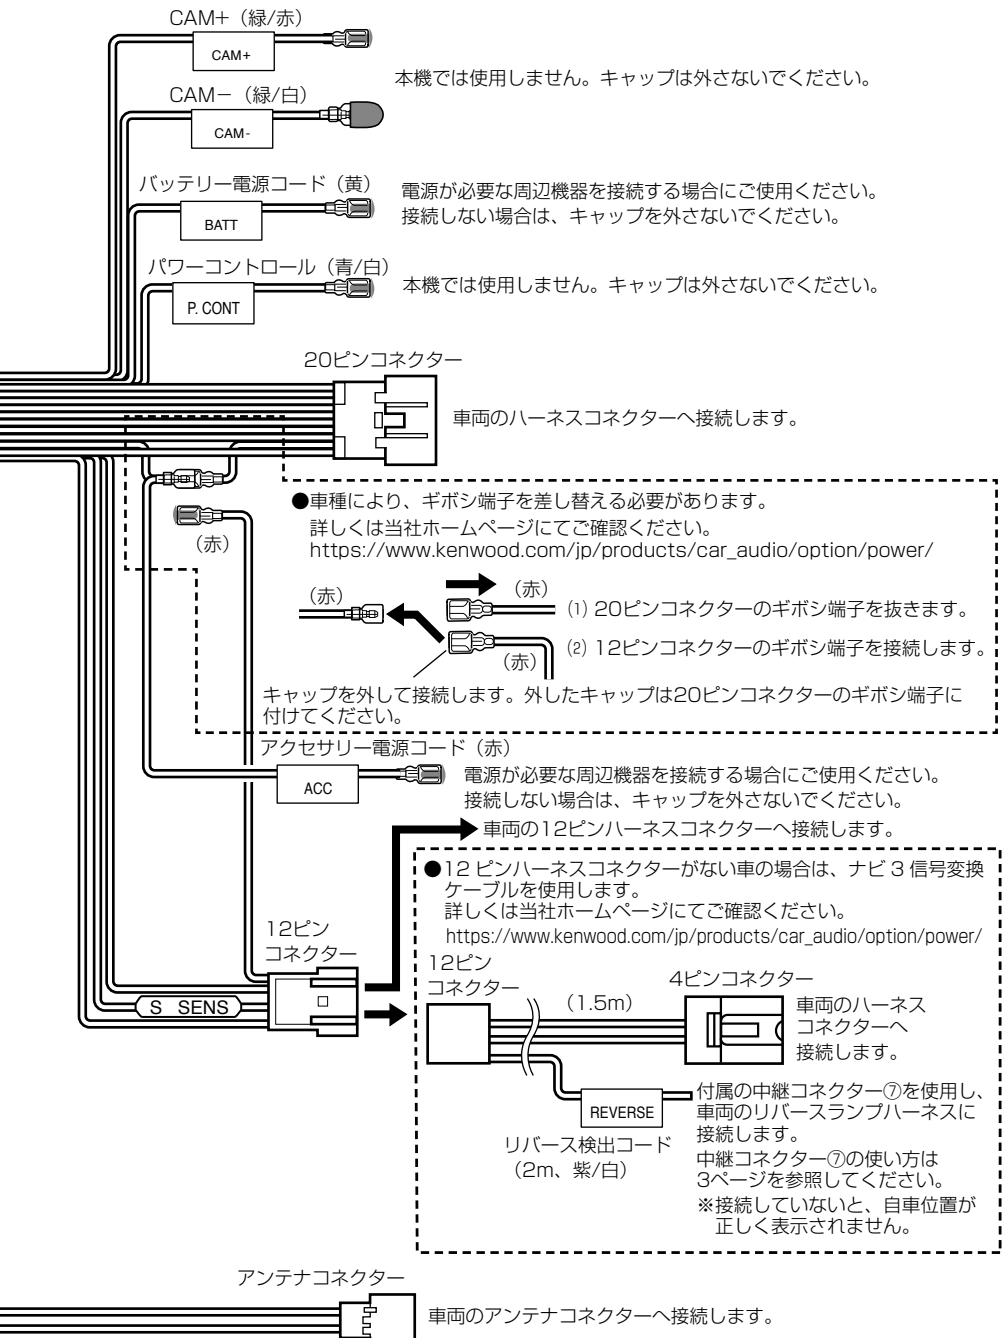 CAM+（緑/赤）
CAM+
本機では使用しません。キャップは外さないでください。
CAM−（緑/白）
CAM-
バッテリー電源コード（黄）
BATT
電源が必要な周辺機器を接続する場合にご使用ください。
接続しない場合は、キャップを外さないでください。
パワーコントロール（青/白）
P. CONT
本機では使用しません。キャップは外さないでください。
20ピンコネクター
車両のハーネスコネクターへ接続します。
●車種により、ギボシ端子を差し替える必要があります。
詳しくは当社ホームページにてご確認ください。
https://www.kenwood.com/jp/products/car_audio/option/power/
（赤）
（赤）
（赤）
⑴ 20ピンコネクターのギボシ端子を抜きます。
⑵ 12ピンコネクターのギボシ端子を接続します。
（赤）
キャップを外して接続します。外したキャップは20ピンコネクターのギボシ端子に
付けてください。
アクセサリー電源コード（赤）
ACC
電源が必要な周辺機器を接続する場合にご使用ください。
接続しない場合は、キャップを外さないでください。
車両の12ピンハーネスコネクターへ接続します。
●12 ピンハーネスコネクターがない車の場合は、ナビ 3 信号変換
ケーブルを使用します。
詳しくは当社ホームページにてご確認ください。
https://www.kenwood.com/jp/products/car_audio/option/power/
12ピン
コネクター
S SENS
12ピン
コネクター
（1.5m）
4ピンコネクター
車両のハーネス
コネクターへ
接続します。
REVERSE
リバース検出コード
（2m、紫/白）
付属の中継コネクター⑦を使用し、
車両のリバースランプハーネスに
接続します。
中継コネクター⑦の使い方は
3ページを参照してください。
※接続していないと、自車位置が
正しく表示されません。
アンテナコネクター
車両のアンテナコネクターへ接続します。